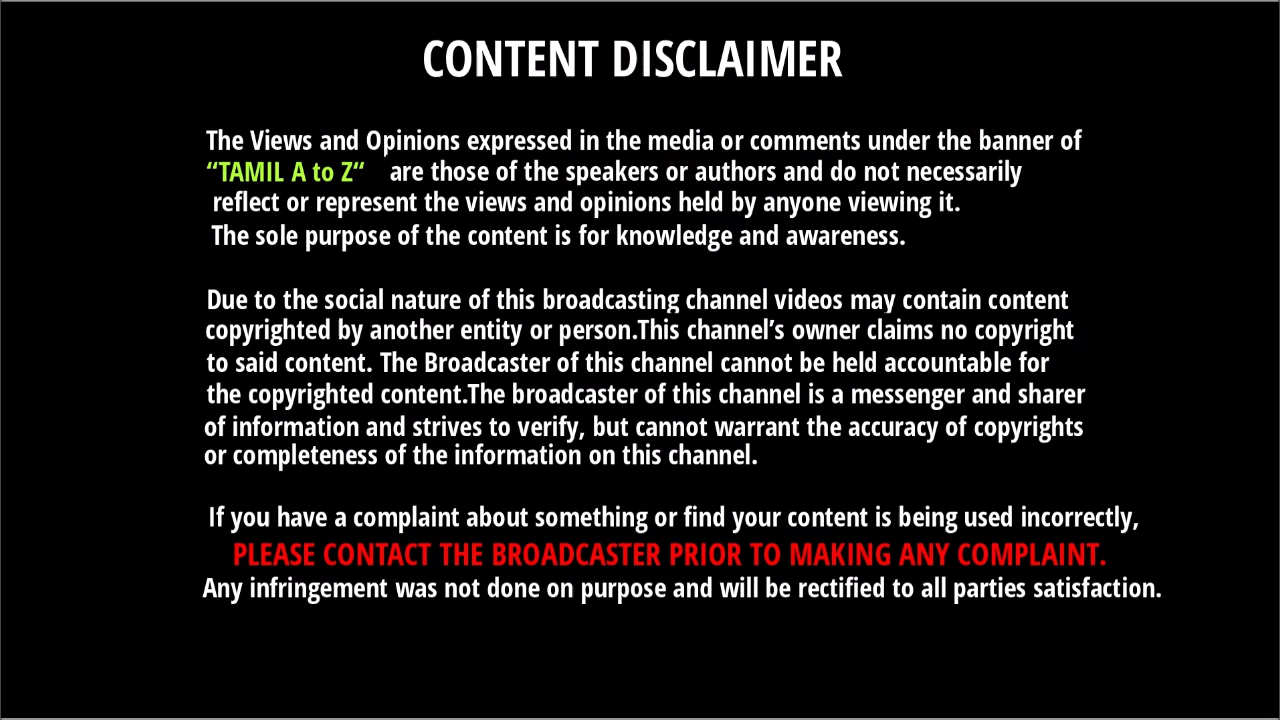 CONTENT DISCLAIMER
The Views and Opinions expressed in the media or comments under the banner of
“TAMIL A to Z“ are those of the speakers or authors and do not necessarily
reflect or represent the views and opinions held by anyone viewing it.
The sole purpose of the content is for knowledge and awareness.
Due to the social nature of this broadcasting channel videos may contain content
copyrighted by another entity or person.This channel’s owner claims no copyright
to said content. The Broadcaster of this channel cannot be held accountable for
the copyrighted content.The broadcaster of this channel is a messenger and sharer
of information and strives to verify, but cannot warrant the accuracy of copyrights
or completeness of the information on this channel.
If you have a complaint about something or find your content is being used incorrectly,
PLEASE CONTACT THE BROADCASTER PRIOR TO MAKING ANY COMPLAINT.
Any infringement was not done on purpose and will be rectified to all parties satisfaction.